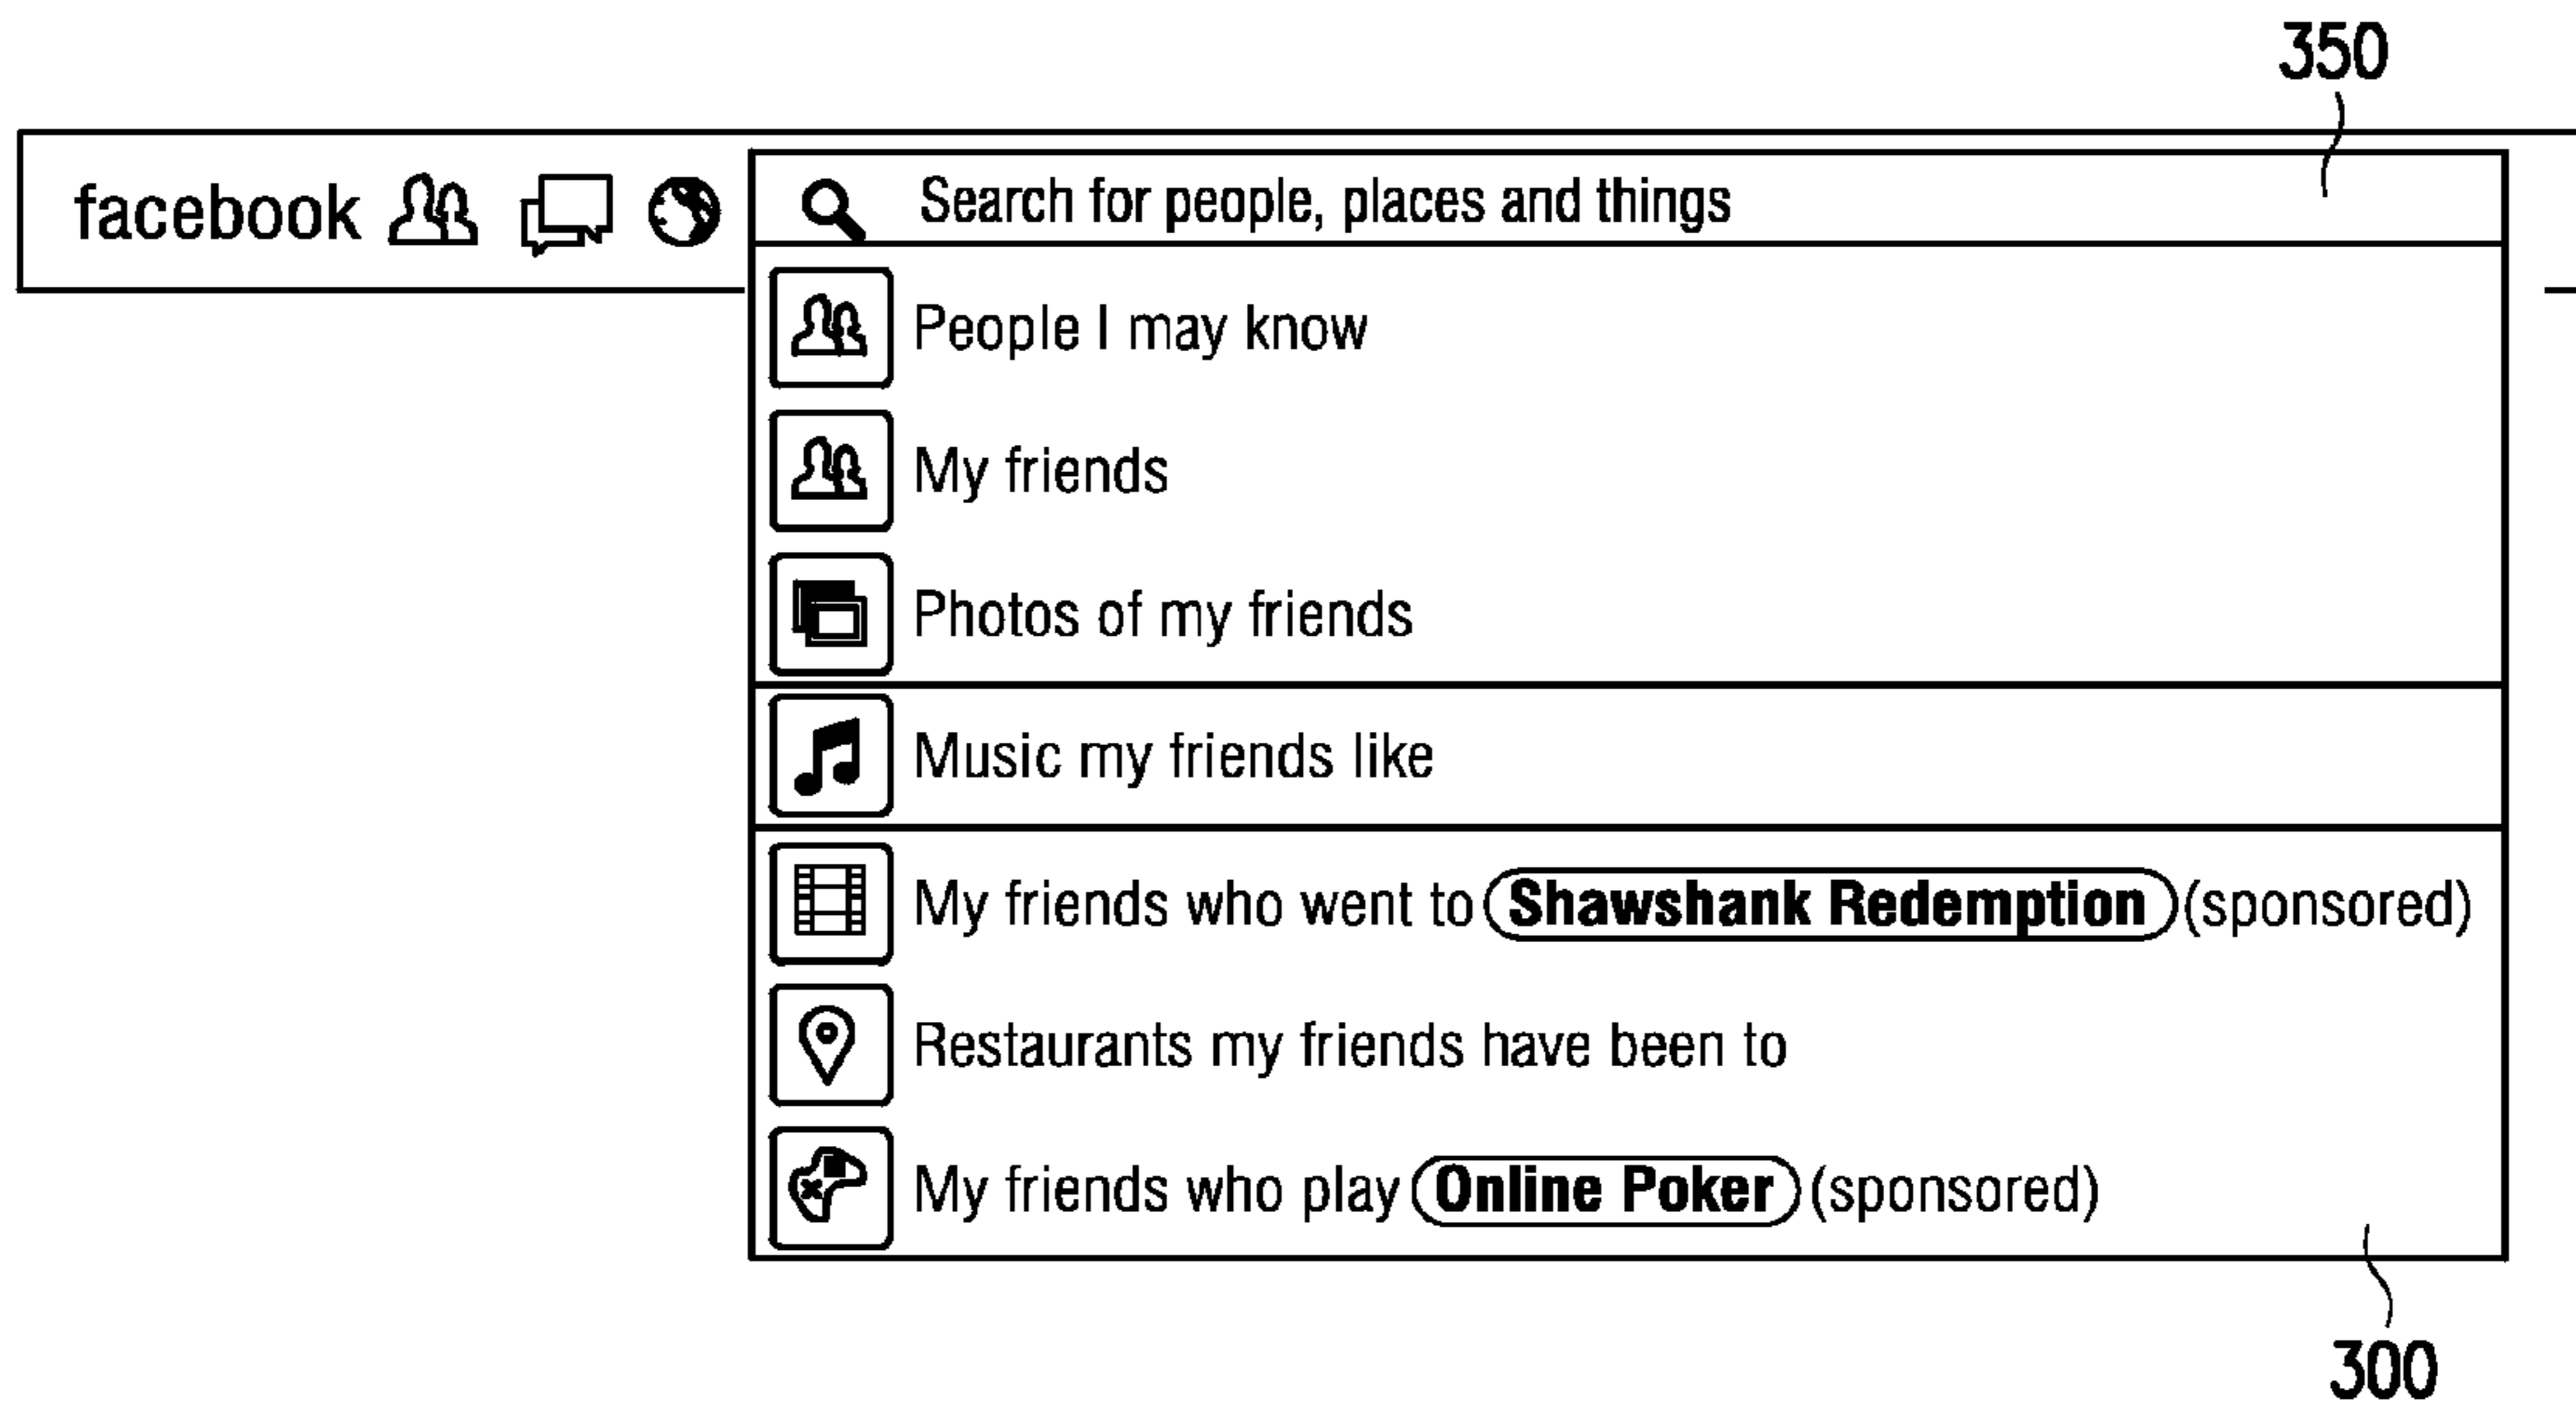 350
facebook
Search for people, places and things
People I may know
My friends
Photos of my friends
Music my friends like
My friends who went to Shawshank Redemption (sponsored)
Restaurants my friends have been to
My friends who play Online Poker (sponsored)
300